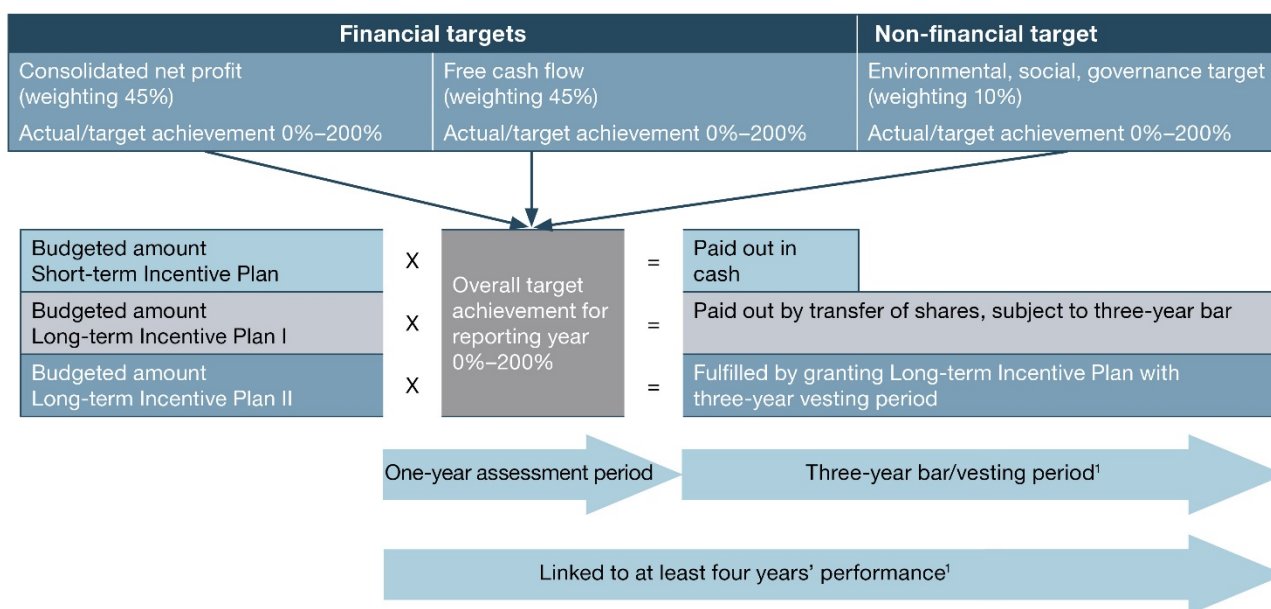 Financial targets
Non-financial target
Consolidated net profit
(weighting 45%)
Actual/target achievement 0%–200%
Free cash flow
(weighting 45%)
Actual/target achievement 0%–200%
Environmental, social, governance target
(weighting 10%)
Actual/target achievement 0%–200%
Budgeted amount
Short-term Incentive Plan
X
=
Paid out in
cash
Budgeted amount
Long-term Incentive Plan I
X
Overall target
achievement for
reporting year
0%–200%
=
Paid out by transfer of shares, subject to three-year bar
Budgeted amount
Long-term Incentive Plan II
X
=
Fulfilled by granting Long-term Incentive Plan with
three-year vesting period
One-year assessment period
Three-year bar/vesting period¹
Linked to at least four years’ performance¹